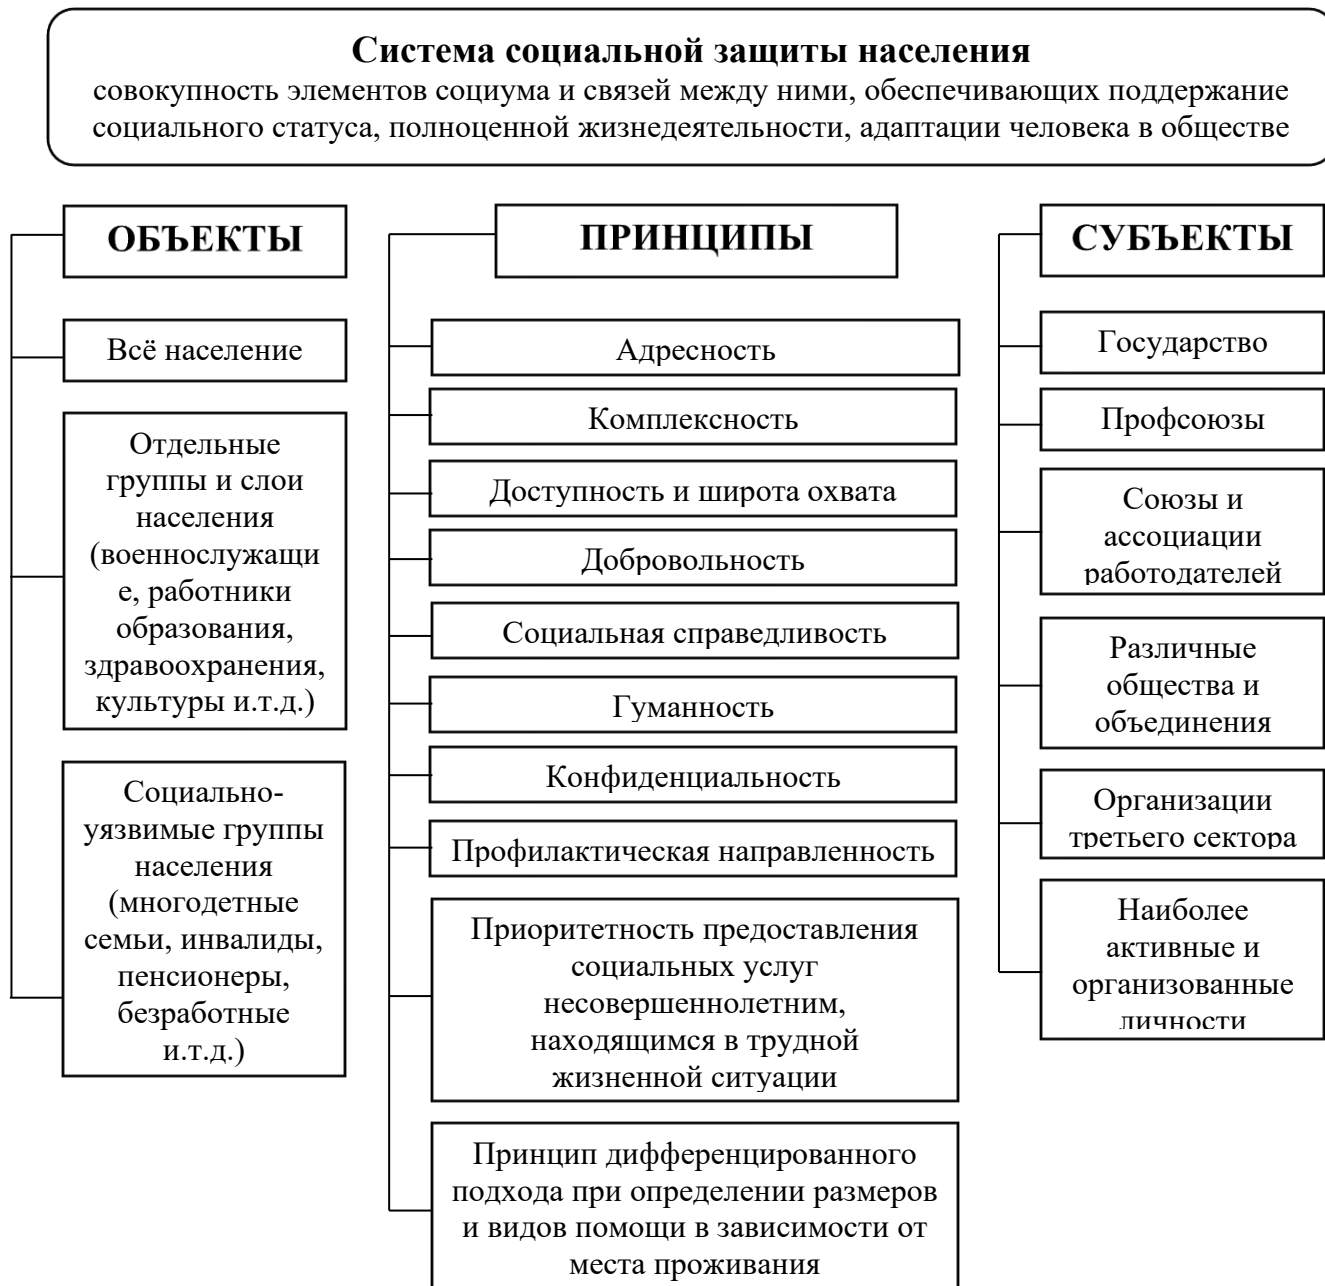 Система социальной защиты населения
совокупность элементов социума и связей между ними, обеспечивающих поддержание
социального статуса, полноценной жизнедеятельности, адаптации человека в обществе
ОБЪЕКТЫ
Всё население
Отдельные
группы и слои
населения
(военнослужащи
е, работники
образования,
здравоохранения,
культуры и.т.д.)
Социально-
уязвимые группы
населения
(многодетные
семьи, инвалиды,
пенсионеры,
безработные
и.т.д.)
ПРИНЦИПЫ
Адресность
Комплексность
Доступность и широта охвата
Добровольность
Социальная справедливость
Гуманность
Конфиденциальность
Профилактическая направленность
Приоритетность предоставления
социальных услуг
несовершеннолетним,
находящимся в трудной
жизненной ситуации
Принцип дифференцированного
подхода при определении размеров
и видов помощи в зависимости от
места проживания
СУБЪЕКТЫ
Государство
Профсоюзы
Союзы и
ассоциации
работодателей
Различные
общества и
объединения
Организации
третьего сектора
Наиболее
активные и
организованные
личности